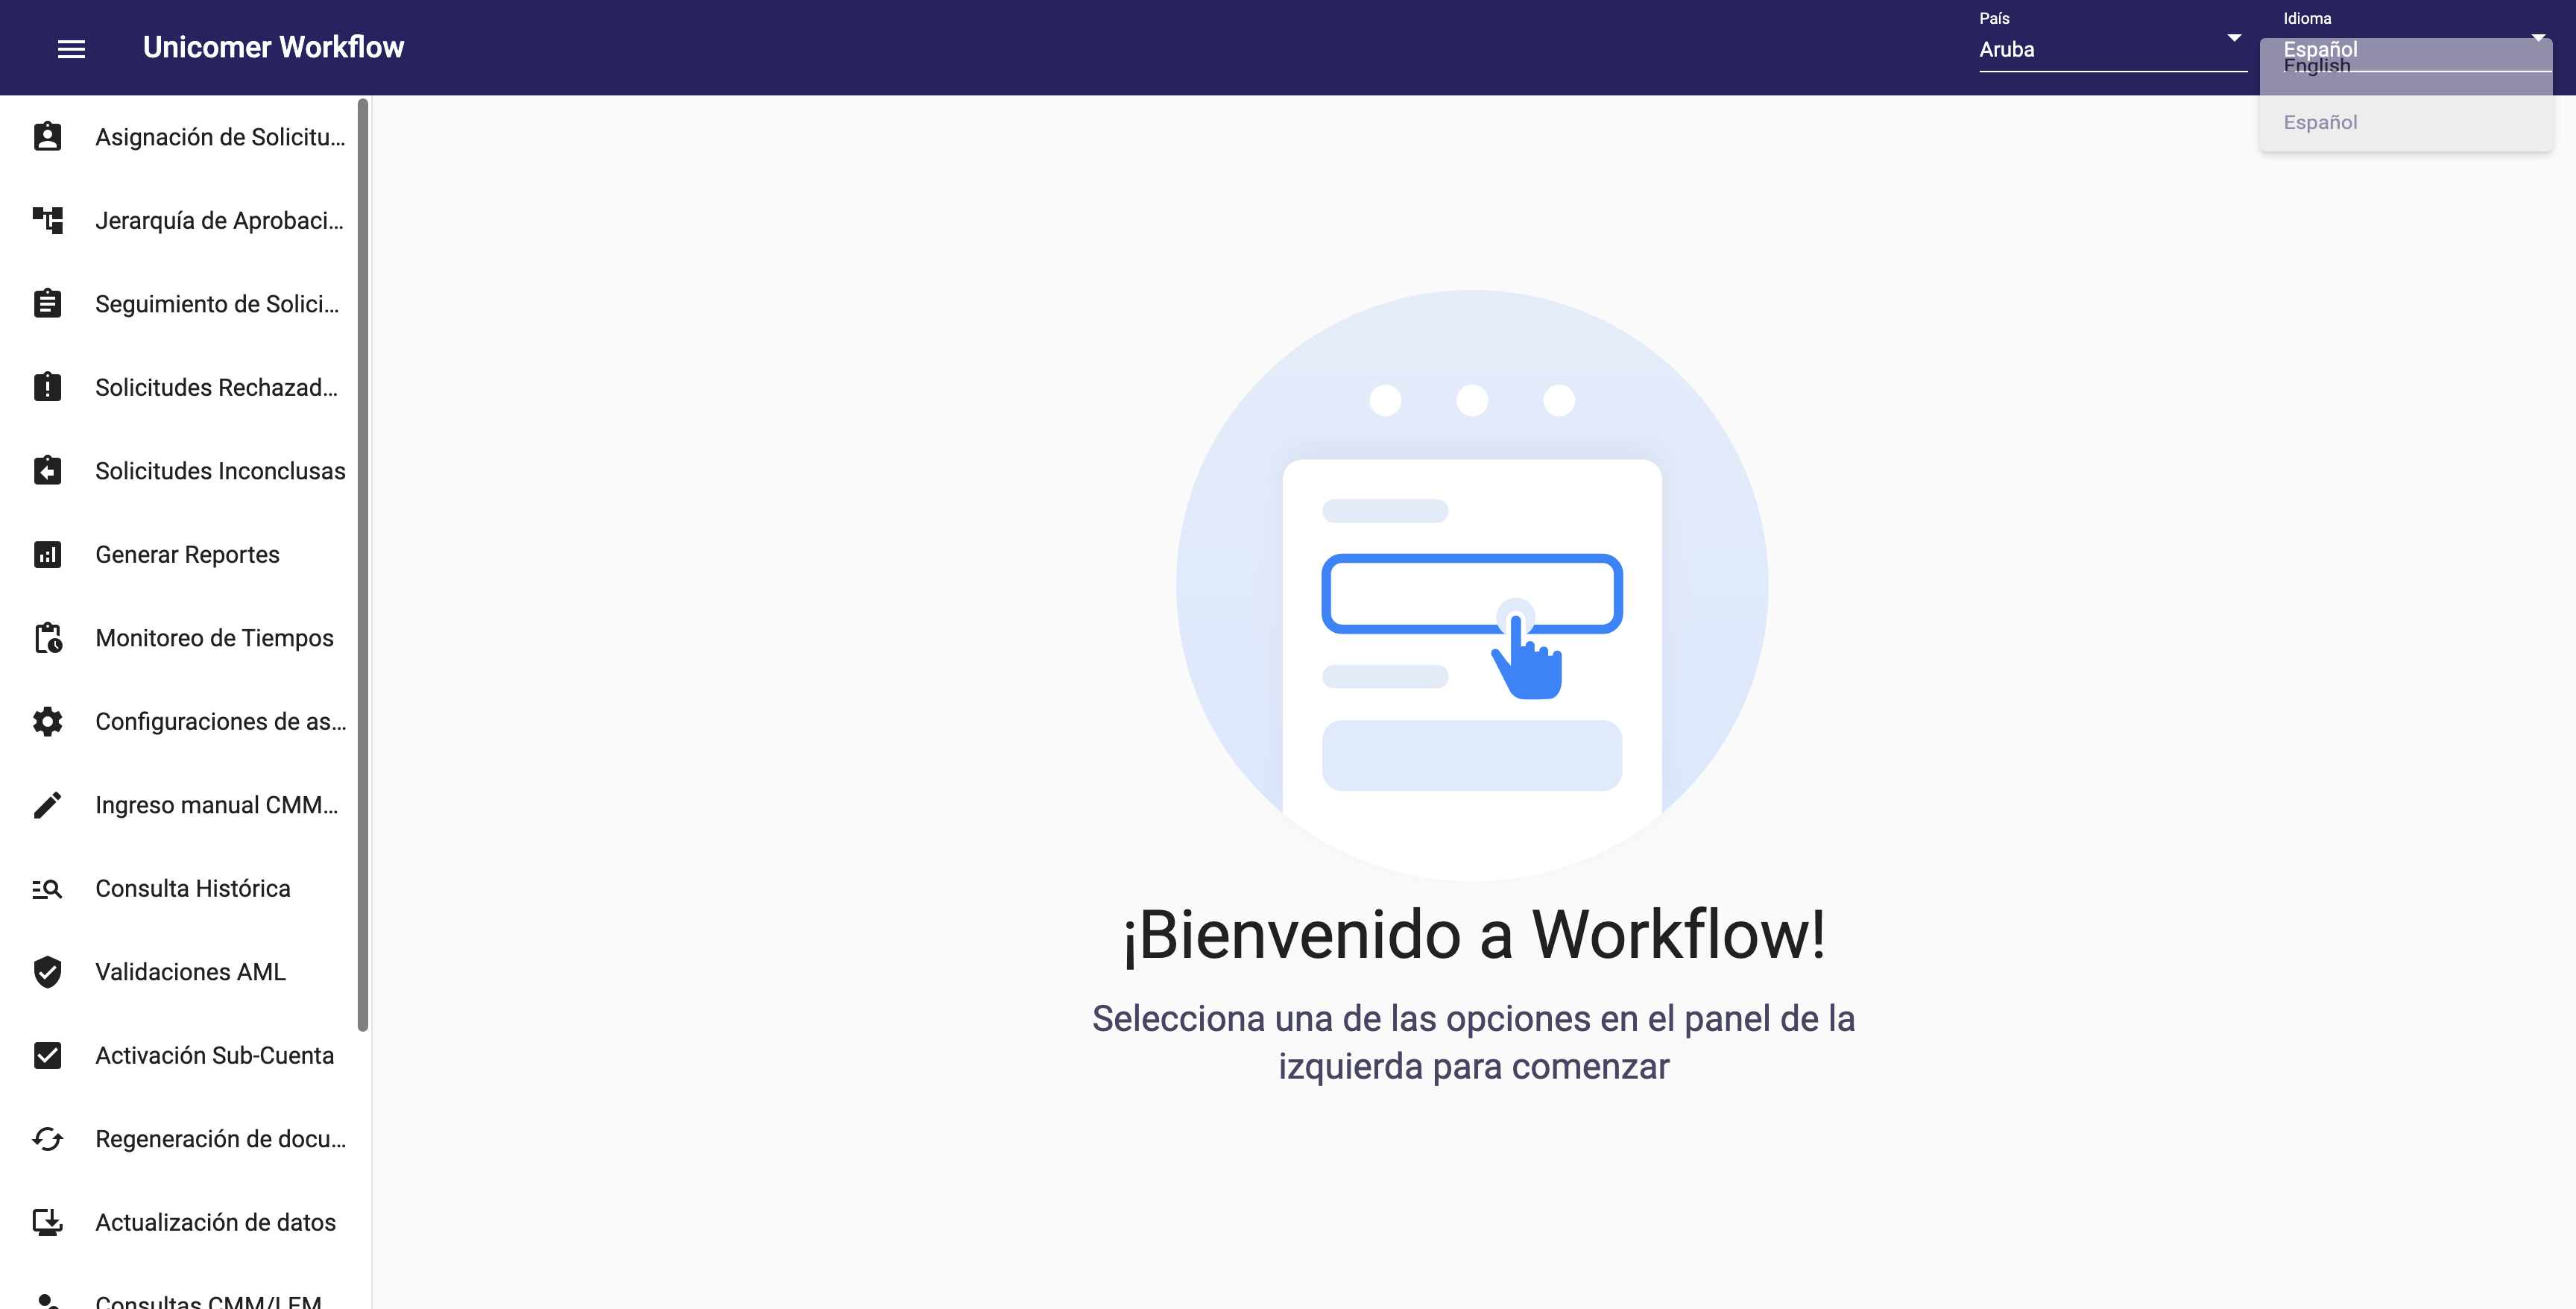 Unicomer Workflow
País
Aruba
Idioma
Español
English
Español
Asignación de Solicitu...
Jerarquía de Aprobaci...
Seguimiento de Solici...
Solicitudes Rechazad...
Solicitudes Inconclusas
Generar Reportes
Monitoreo de Tiempos
Configuraciones de as...
Ingreso manual CMM...
Consulta Histórica
Validaciones AML
Activación Sub-Cuenta
Regeneración de docu...
Actualización de datos
Consultas CMM/LEM
¡Bienvenido a Workflow!
Selecciona una de las opciones en el panel de la
izquierda para comenzar